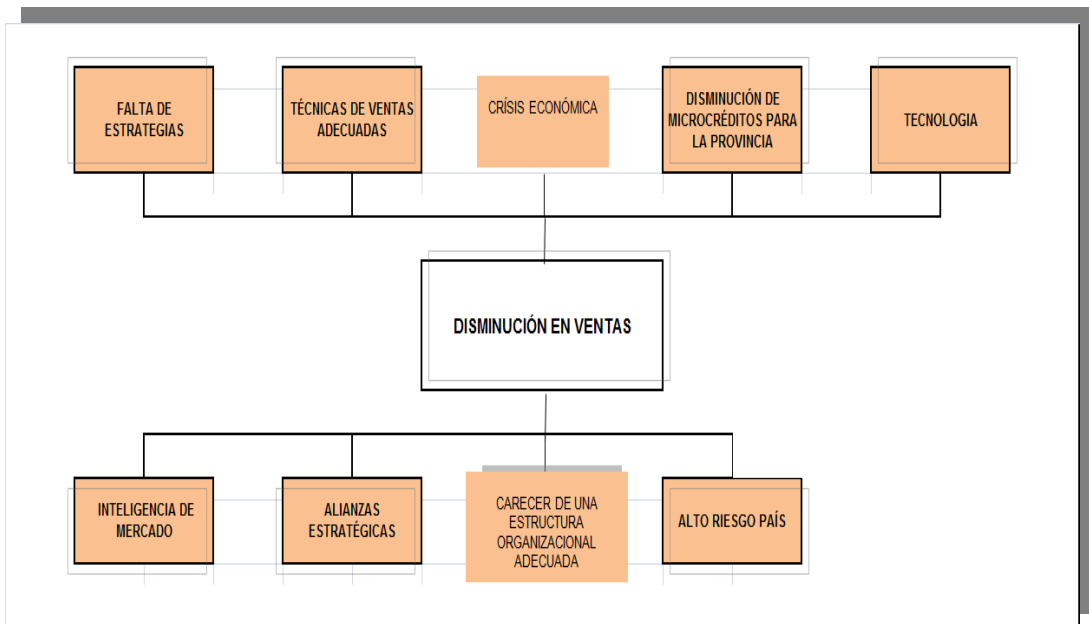 FALTA DE
ESTRATEGIAS
TÉCNICAS DE VENTAS
ADECUADAS
CRÍSIS ECONÓMICA
DISMINUCIÓN DE
MICROCRÉDITOS PARA
LA PROVINCIA
TECNOLOGIA
DISMINUCIÓN EN VENTAS
INTELIGENCIA DE
MERCADO
ALIANZAS
ESTRATÉGICAS
CARECER DE UNA
ESTRUCTURA
ORGANIZACIONAL
ADECUADA
ALTO RIESGO PAÍS